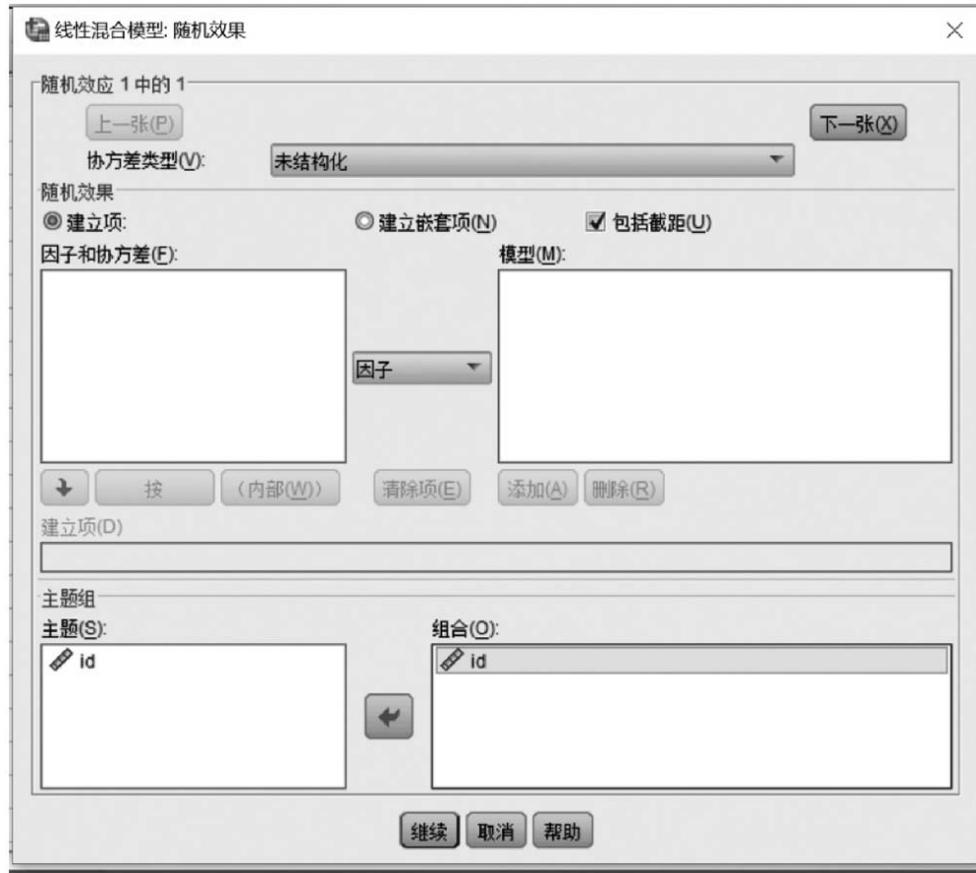 线性混合模型: 随机效果
随机效应 1 中的 1
上一张(P) 下一张(X)
协方差类型(V): 未结构化
随机效果
建立项: 建立嵌套项(N) 包括截距(U)
因子和协方差(F): 模型(M):
因子
按 (内部(W)) 清除项(E) 添加(A) 删除(R)
建立项(D)
主题组
主题(S): 组合(O):
id id
继续 取消 帮助